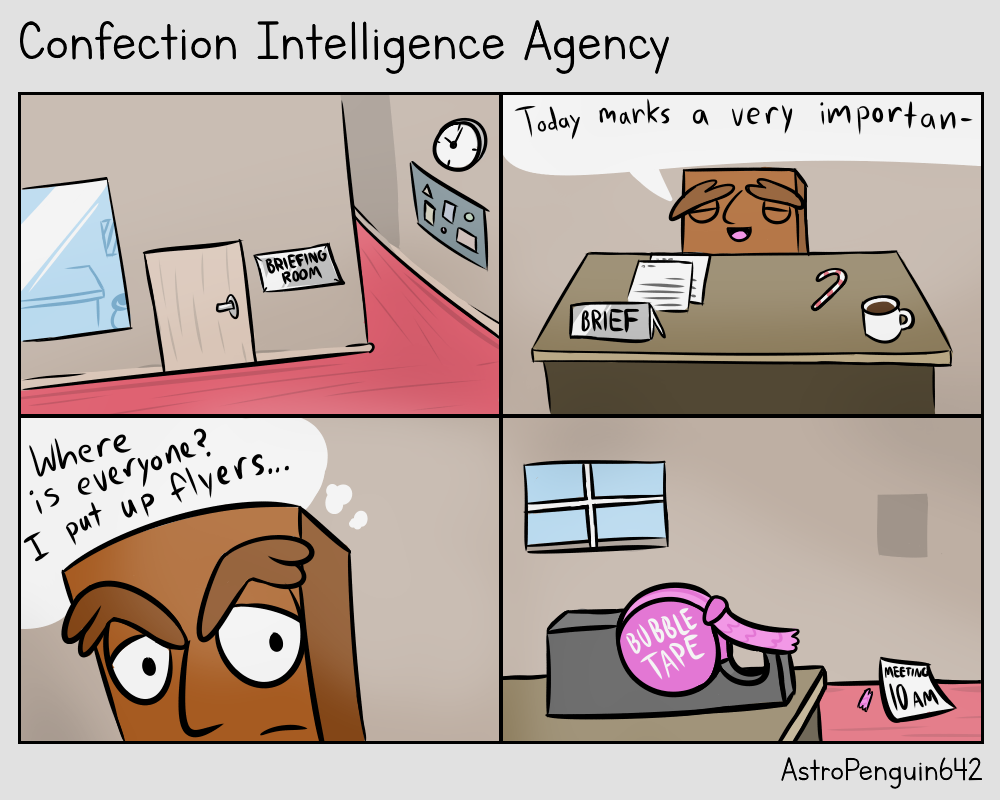 Confection Intelligence Agency
BRIEFING
ROOM
Today marks a very importan-
BRIEF
Where
is everyone?
I put up flyers...
BUBBLE
TAPE
MEETING
10 AM
AstroPenguin642